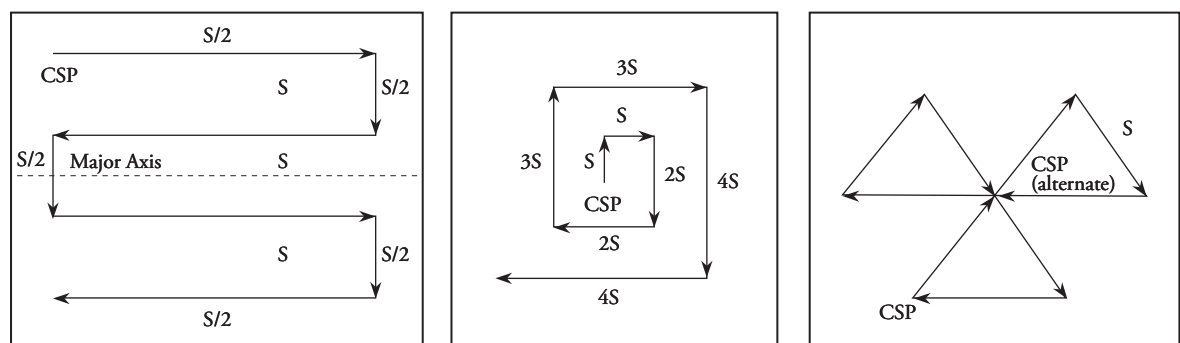 S/2
CSP
S
S/2
S/2
Major Axis
S
S
S/2
S/2
3S
S
3S
S
2S
4S
CSP
2S
4S
S
CSP
(alternate)
CSP